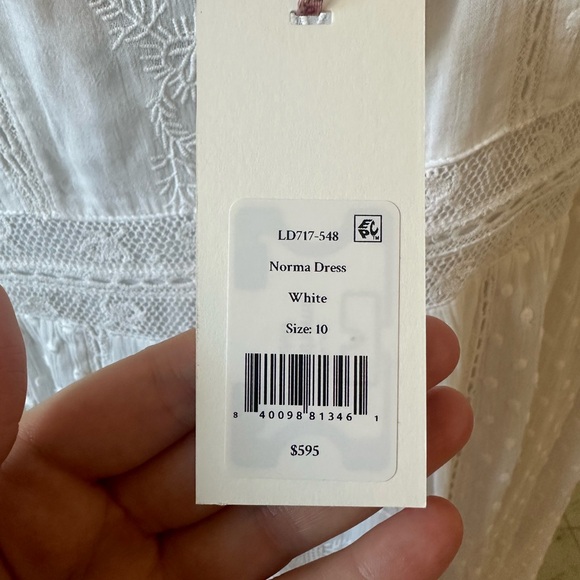 LD717-548
Norma Dress
White
Size: 10
8 40098 81346 1
$595